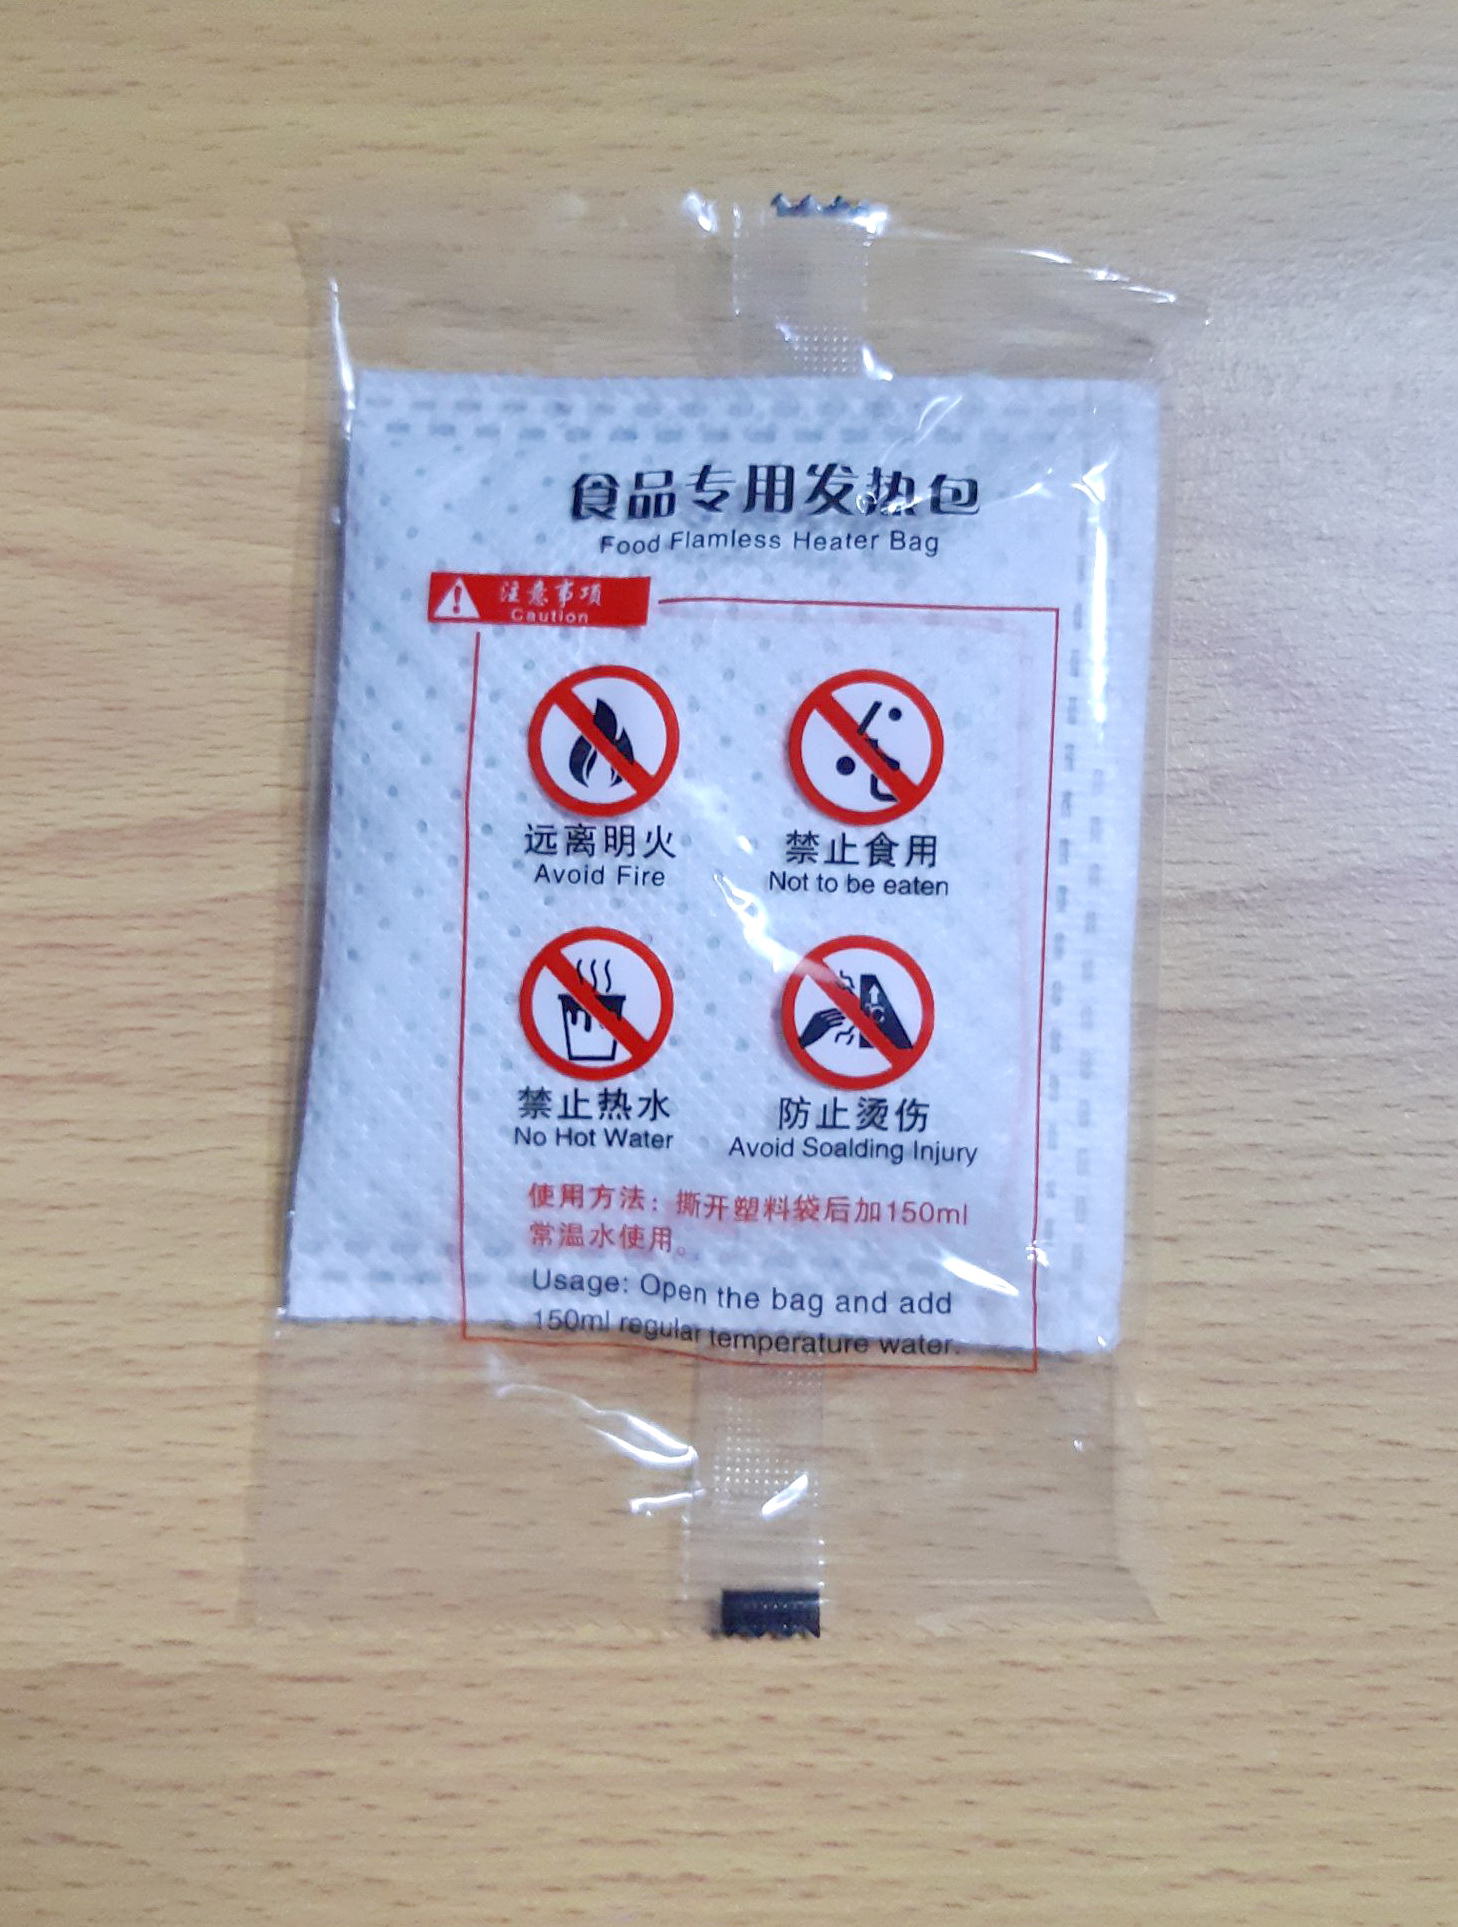 食品专用发热包
Food Flamless Heater Bag
注意事项
Caution
远离明火
Avoid Fire
禁止食用
Not to be eaten
禁止热水
No Hot Water
防止烫伤
Avoid Soalding Injury
使用方法：撕开塑料袋后加150ml
常温水使用。
Usage: Open the bag and add
150ml regular temperature water.